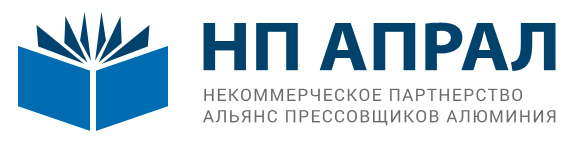 НП АПРАЛ
НЕКОММЕРЧЕСКОЕ ПАРТНЕРСТВО
АЛЬЯНС ПРЕССОВЩИКОВ АЛЮМИНИЯ